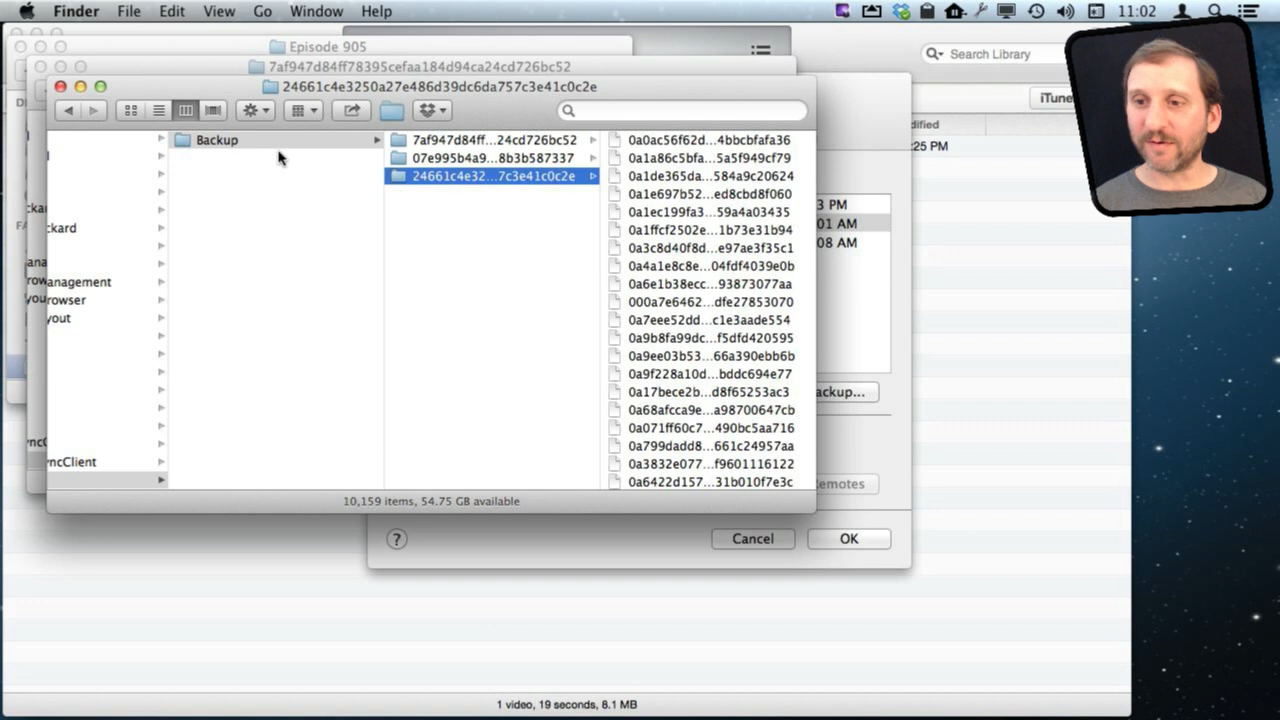 Finder File Edit View Go Window Help 11:02
Episode 905
7af947d84ff78395cefaa184d94ca24cd726bc52
24661c4e3250a27e486d39dc6da757c3e41c0c2e
Search Library
iTune
dified
:25 PM
Backup
7af947d84ff...24cd726bc52
07e995b4a9...8b3b587337
24661c4e32...7c3e41c0c2e
0a0ac56f62d...4bbcbfafa36
0a1a86c5bfa...5a5f949cf79
0a1de365da...584a9c20624
0a1e697b52...ed8cbd8f060
0a1ec199fa3...59a4a03435
0a1ffcf2502e...1b73e31b94
0a3c8d40f8d...e97ae3f35c1
0a4a1e8c8e...04fdf4039e0b
0a6e1b38ecc...93873077aa
000a7e6462...dfe27853070
0a7eee52dd...c1e3aade554
0a9b8fa99dc...f5dfd420595
0a9ee03b53...66a390ebb6b
0a9f228a10d...bddc694e77
0a17bece2b...d8f65253ac3
0a68afcca9e...a98700647cb
0a071ff60c7...490bc5aa716
0a799dadd8...661c24957aa
0a3832e077...f9601116122
0a6422d157...31b010f7e3c
ckard
anagement
rowser
yout
ncClient
3 PM
01 AM
08 AM
ackup...
emotes
10,159 items, 54.75 GB available
? Cancel OK
1 video, 19 seconds, 8.1 MB